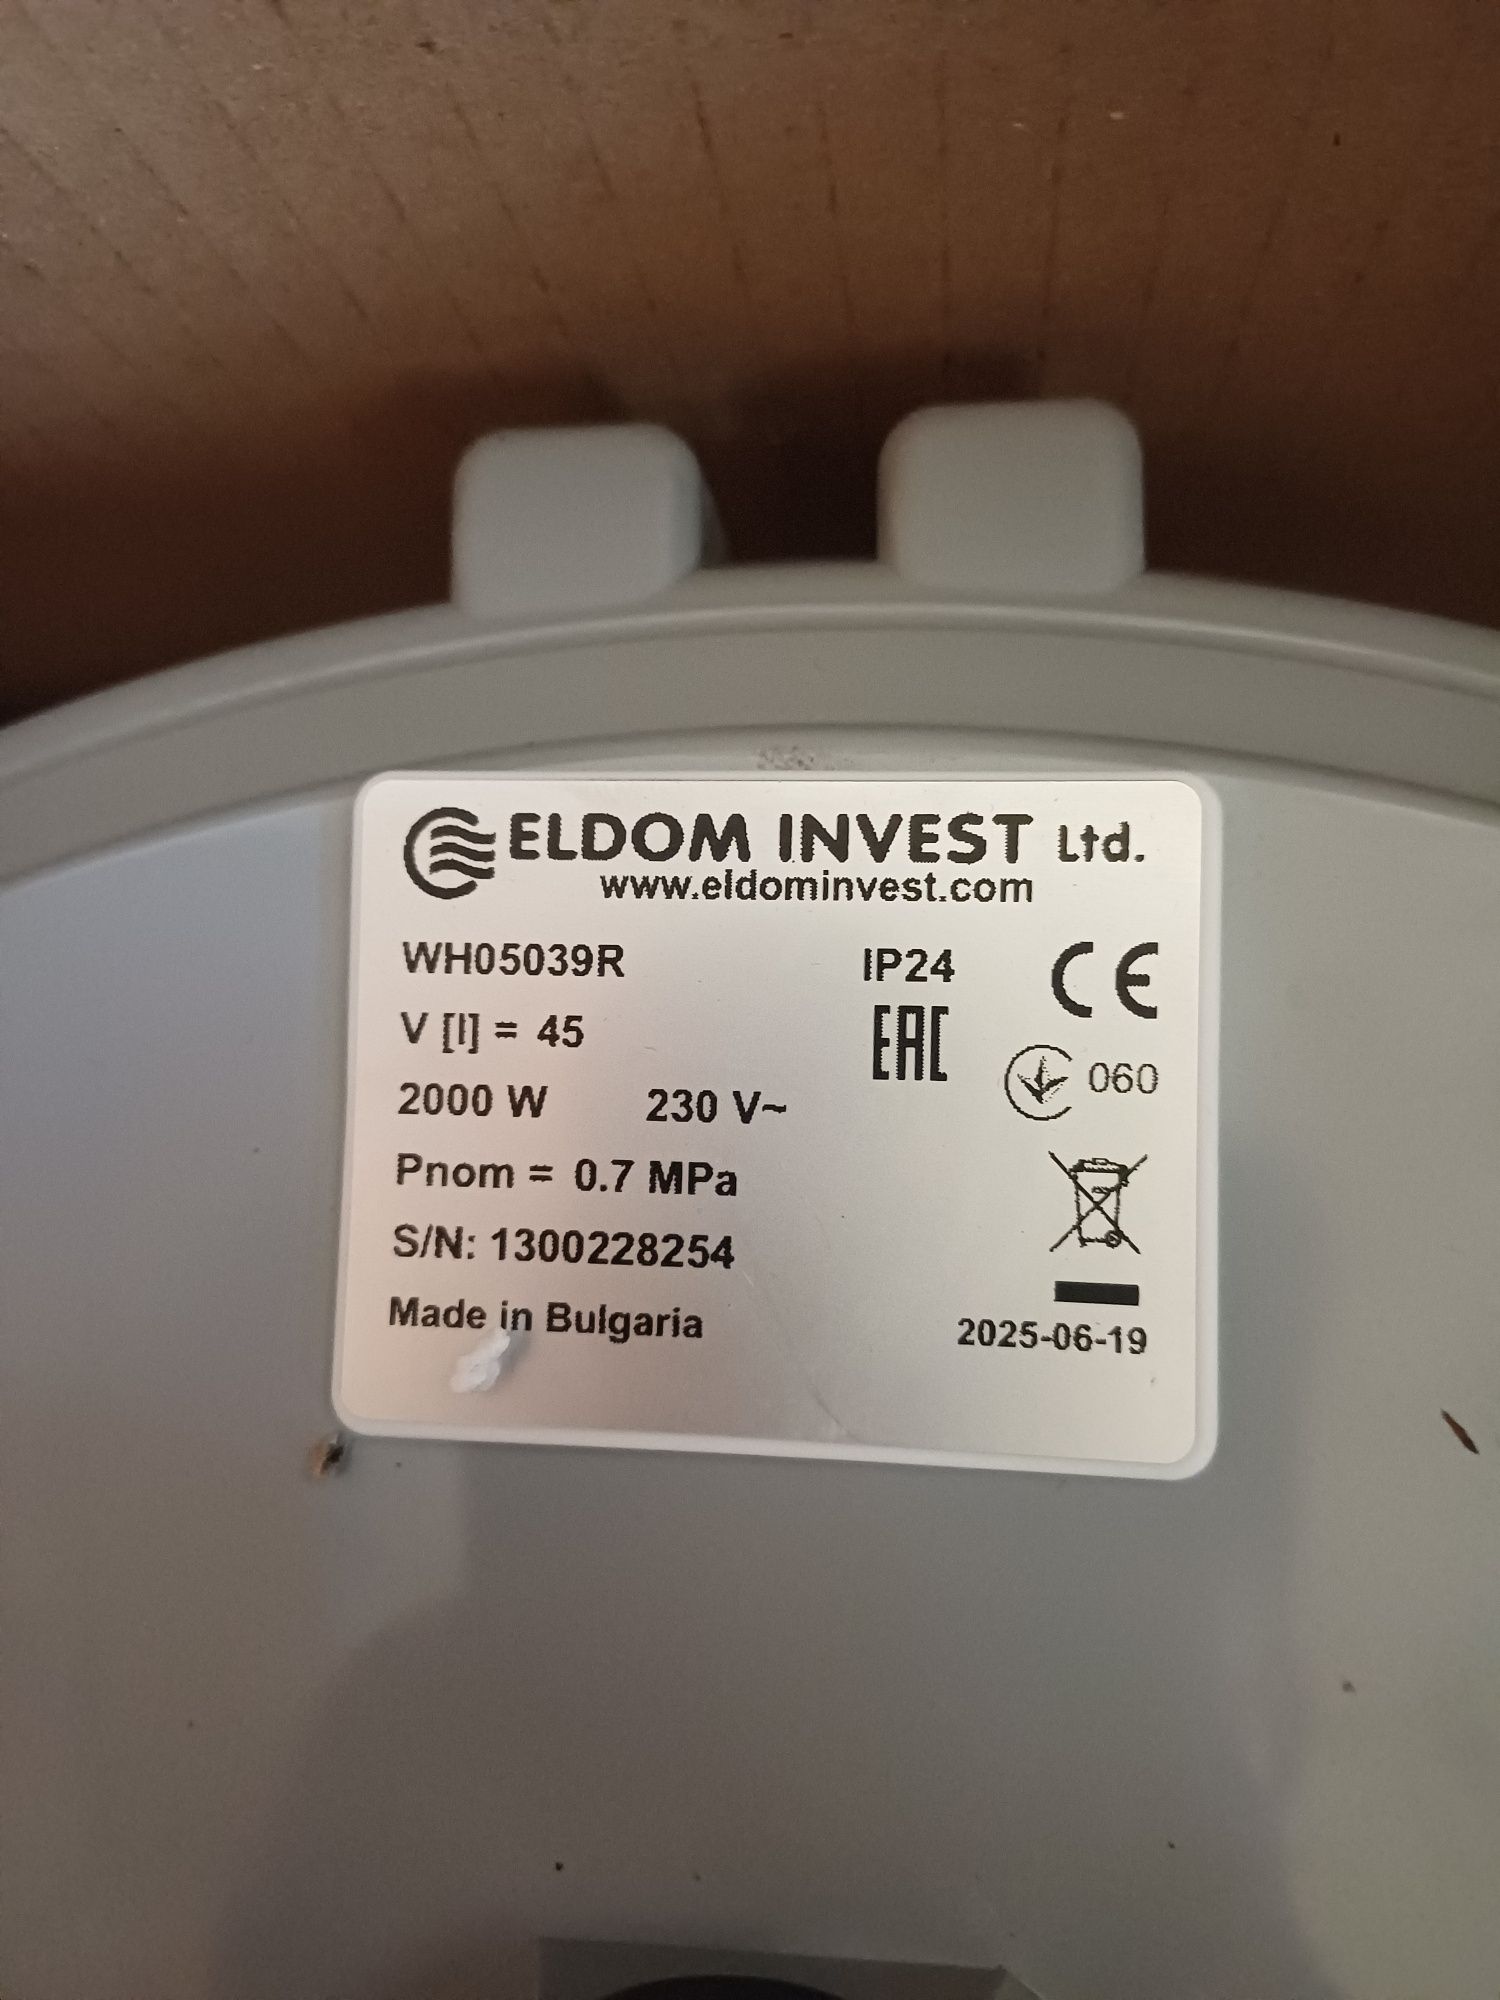 ELDOM INVEST Ltd.
www.eldominvest.com
WH05039R IP24 CE
V [l] = 45 EAC
060
2000 W 230 V~
Pnom = 0.7 MPa
S/N: 1300228254
Made in Bulgaria 2025-06-19